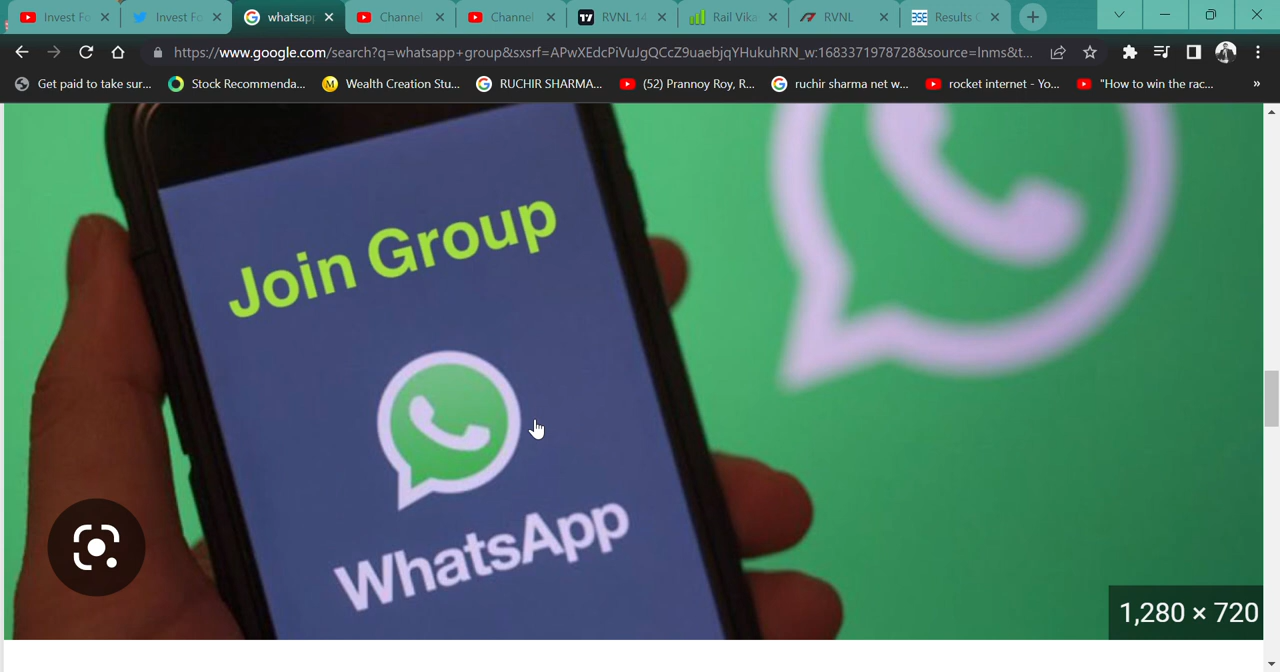 Invest Fo
Invest Fo
whatsapp
Channel
Channel
RVNL 14
Rail Vika
RVNL
Results C
https://www.google.com/search?q=whatsapp+group&sxsrf=APwXEdcPiVuJgQCcZ9uaebjqYHukuhRN_w:1683371978728&source=lnms&t...
Get paid to take sur...
Stock Recommenda...
Wealth Creation Stu...
RUCHIR SHARMA...
(52) Prannoy Roy, R...
ruchir sharma net w...
rocket internet - Yo...
"How to win the rac...
Join Group
WhatsApp
1,280 × 720